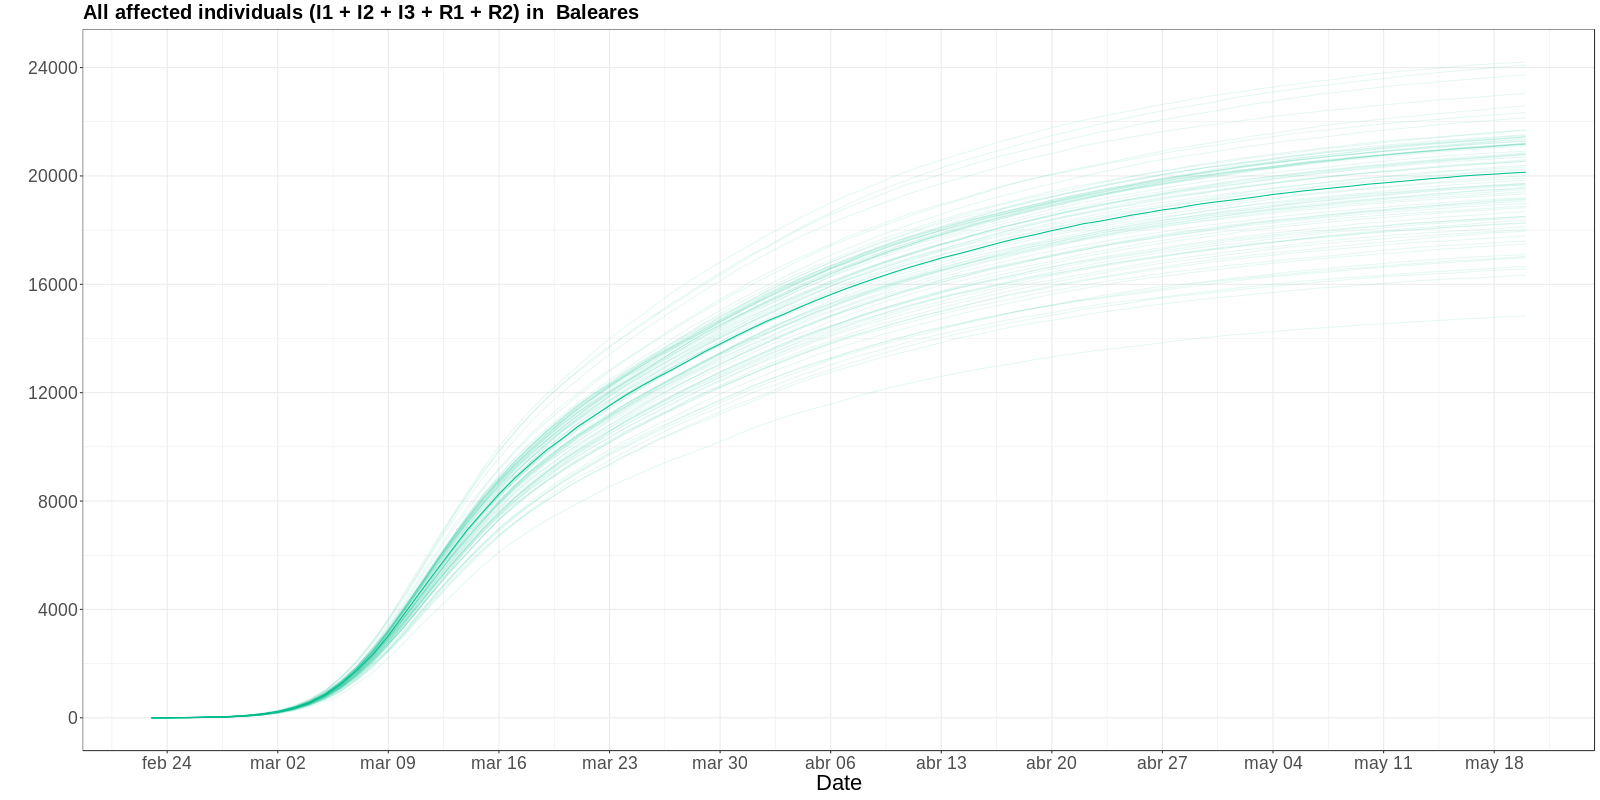 All affected individuals (I1 + I2 + I3 + R1 + R2) in  Baleares
24000
20000
16000
12000
8000
4000
0
feb 24 mar 02 mar 09 mar 16 mar 23 mar 30 abr 06 abr 13 abr 20 abr 27 may 04 may 11 may 18
Date